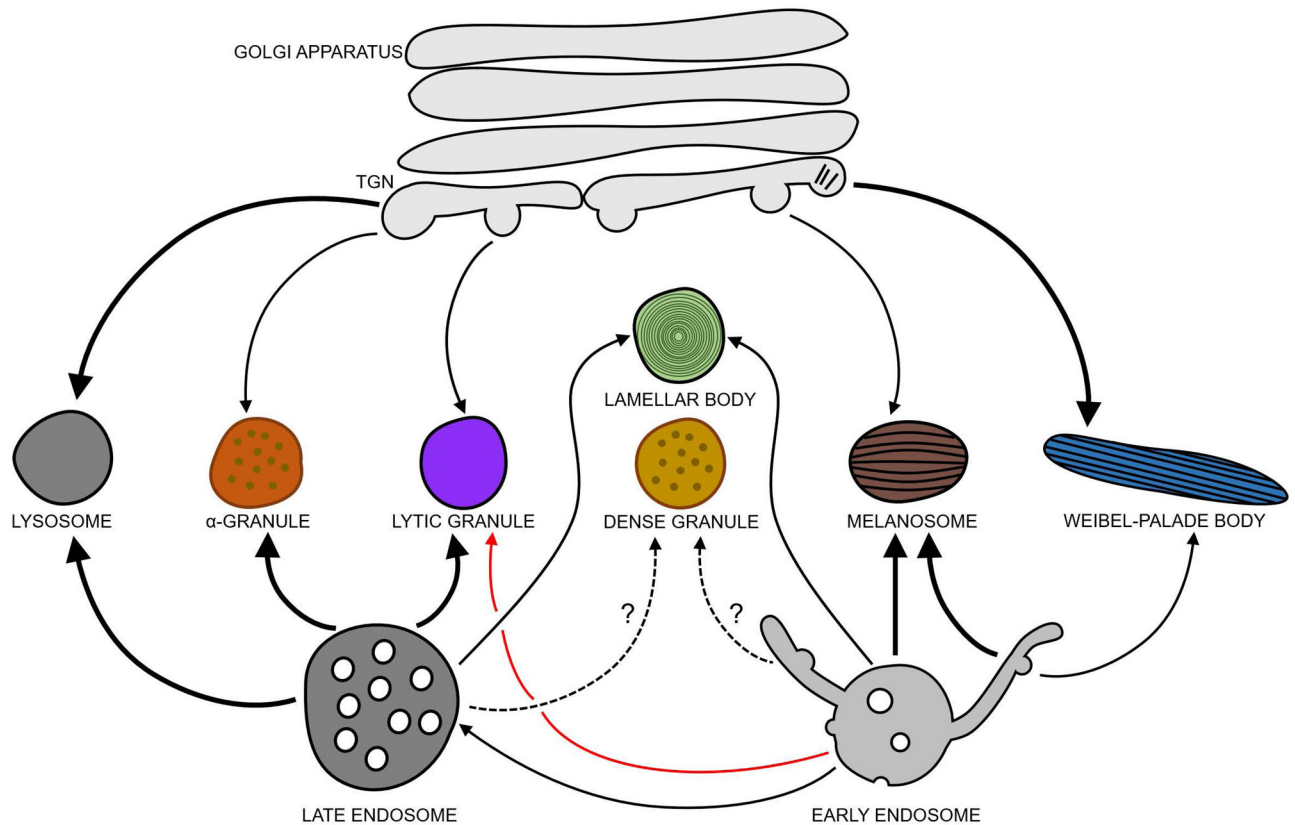 GOLGI APPARATUS
TGN
LAMELLAR BODY
LYSOSOME
α-GRANULE
LYTIC GRANULE
DENSE GRANULE
MELANOSOME
WEIBEL-PALADE BODY
?
?
LATE ENDOSOME
EARLY ENDOSOME